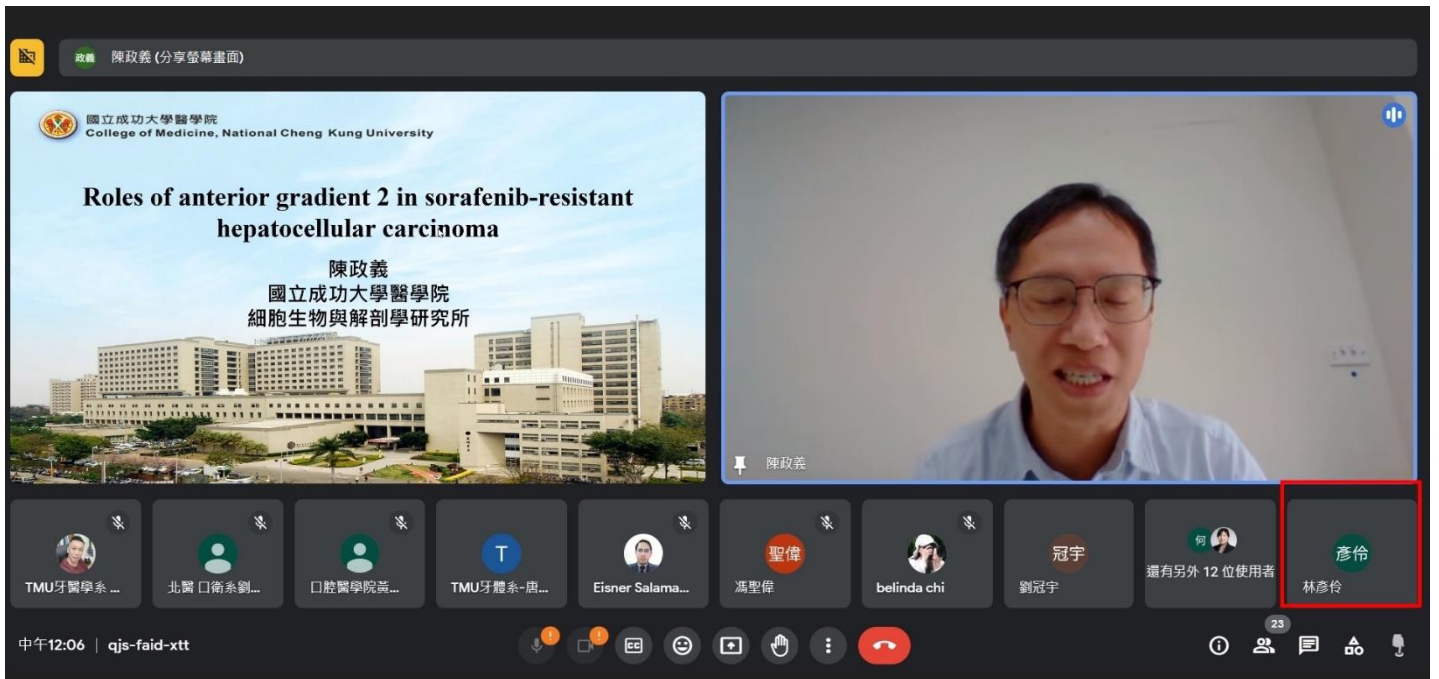 政義 陳政義 (分享螢幕畫面)
國立成功大學醫學院
College of Medicine, National Cheng Kung University
Roles of anterior gradient 2 in sorafenib-resistant
hepatocellular carcinoma
陳政義
國立成功大學醫學院
細胞生物與解剖學研究所
陳政義
TMU牙醫學系 ...
北醫 口衛系劉...
口腔醫學院黃...
T
TMU牙體系-唐...
Eisner Salama...
聖偉
馮聖偉
belinda chi
冠宇
劉冠宇
何
還有另外 12 位使用者
彥伶
林彥伶
中午12:06 | qjs-faid-xtt
CC
23